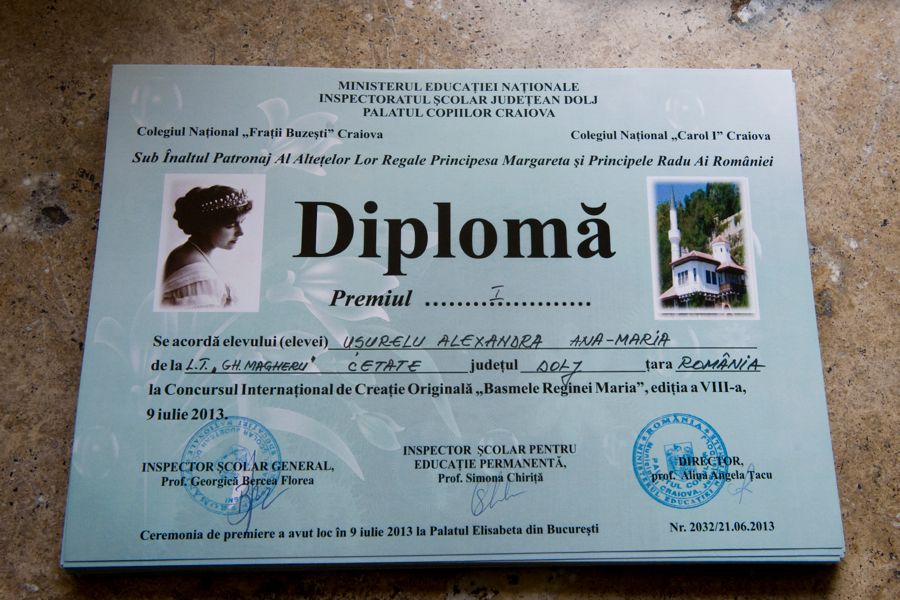 MINISTERUL EDUCAȚIEI NAȚIONALE
INSPECTORATUL ȘCOLAR JUDEȚEAN DOLJ
PALATUL COPIILOR CRAIOVA
Colegiul Național „Frații Buzești” Craiova Colegiul Național „Carol I” Craiova
Sub Înaltul Patronaj Al Altețelor Lor Regale Principesa Margareta și Principele Radu Ai României
Diplomă
Premiul ........I............
Se acordă elevului (elevei) USURELU ALEXANDRA ANA-MARIA
de la L.T. „GH. MAGHERU” CETATE județul DOLJ țara ROMÂNIA
la Concursul Internațional de Creație Originală „Basmele Reginei Maria”, ediția a VIII-a,
9 iulie 2013.
INSPECTOR ȘCOLAR GENERAL,
Prof. Georgică Bercea Florea
INSPECTOR ȘCOLAR PENTRU
EDUCAȚIE PERMANENTĂ,
Prof. Simona Chiriță
DIRECTOR,
prof. Alina Angela Țacu
ROMÂNIA
Ceremonia de premiere a avut loc în 9 iulie 2013 la Palatul Elisabeta din București
Nr. 2032/21.06.2013